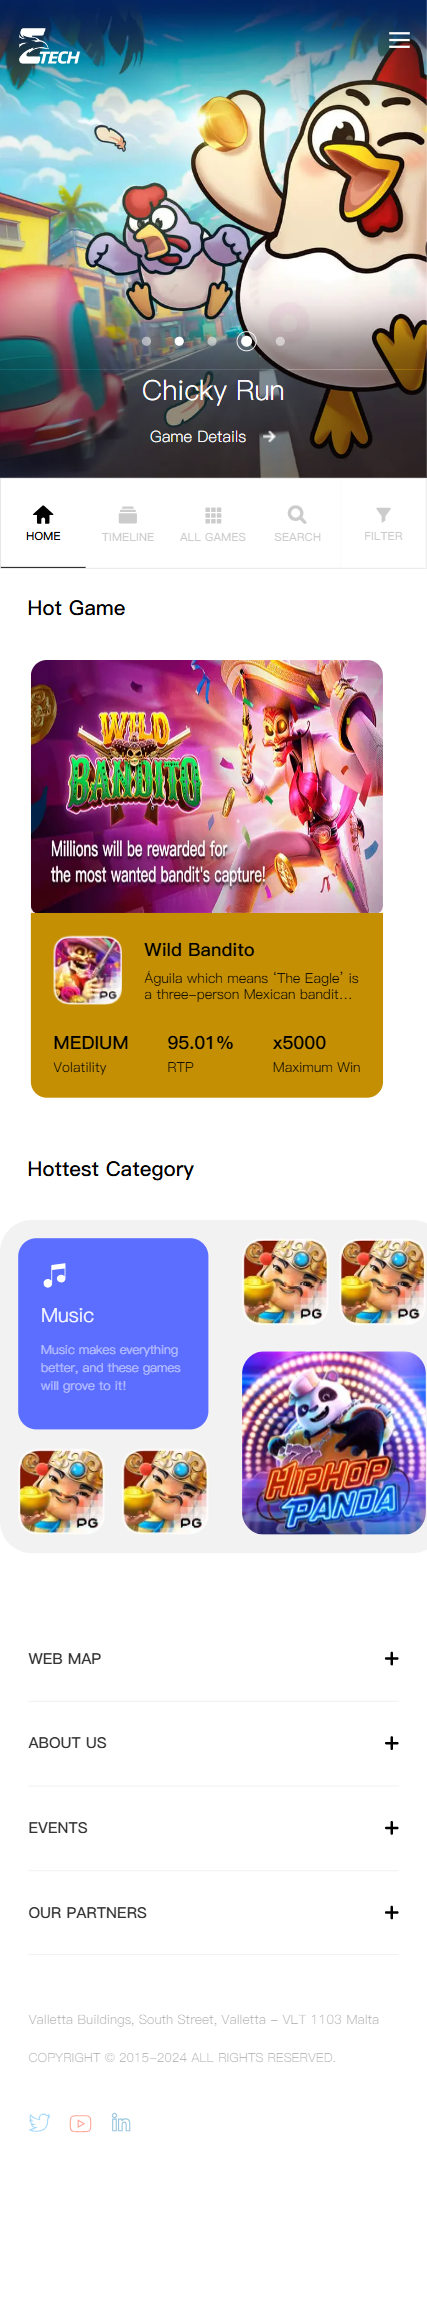 TECH
Chicky Run
Game Details
HOME
TIMELINE
ALL GAMES
SEARCH
FILTER
Hot Game
WILD
BANDITO
Millions will be rewarded for
the most wanted bandit's capture!
PG
Wild Bandito
Águila which means ‘The Eagle’ is
a three-person Mexican bandit...
MEDIUM
95.01%
x5000
Volatility
RTP
Maximum Win
Hottest Category
Music
Music makes everything
better, and these games
will grove to it!
PG
PG
HIPHOP
PANDA
PG
PG
WEB MAP
ABOUT US
EVENTS
OUR PARTNERS
Valletta Buildings, South Street, Valletta - VLT 1103 Malta
COPYRIGHT © 2015-2024 ALL RIGHTS RESERVED.
in